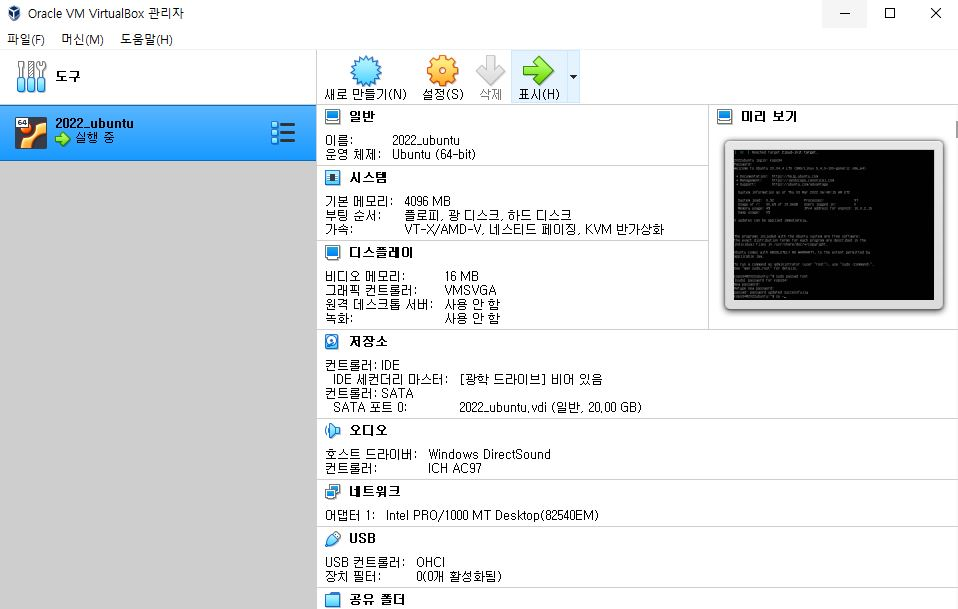 Oracle VM VirtualBox 관리자
파일(F) 머신(M) 도움말(H)
도구
새로 만들기(N) 설정(S) 삭제 표시(H)
64
2022_ubuntu
실행 중
일반
이름: 2022_ubuntu
운영 체제: Ubuntu (64-bit)
시스템
기본 메모리: 4096 MB
부팅 순서: 플로피, 광 디스크, 하드 디스크
가속: VT-X/AMD-V, 네스티드 페이징, KVM 반가상화
디스플레이
비디오 메모리: 16 MB
그래픽 컨트롤러: VMSVGA
원격 데스크톱 서버: 사용 안 함
녹화: 사용 안 함
미리 보기
저장소
컨트롤러: IDE
IDE 세컨더리 마스터: [광학 드라이브] 비어 있음
컨트롤러: SATA
SATA 포트 0: 2022_ubuntu.vdi (일반, 20.00 GB)
오디오
호스트 드라이버: Windows DirectSound
컨트롤러: ICH AC97
네트워크
어댑터 1: Intel PRO/1000 MT Desktop(82540EM)
USB
USB 컨트롤러: OHCI
장치 필터: 0(0개 활성화됨)
공유 폴더